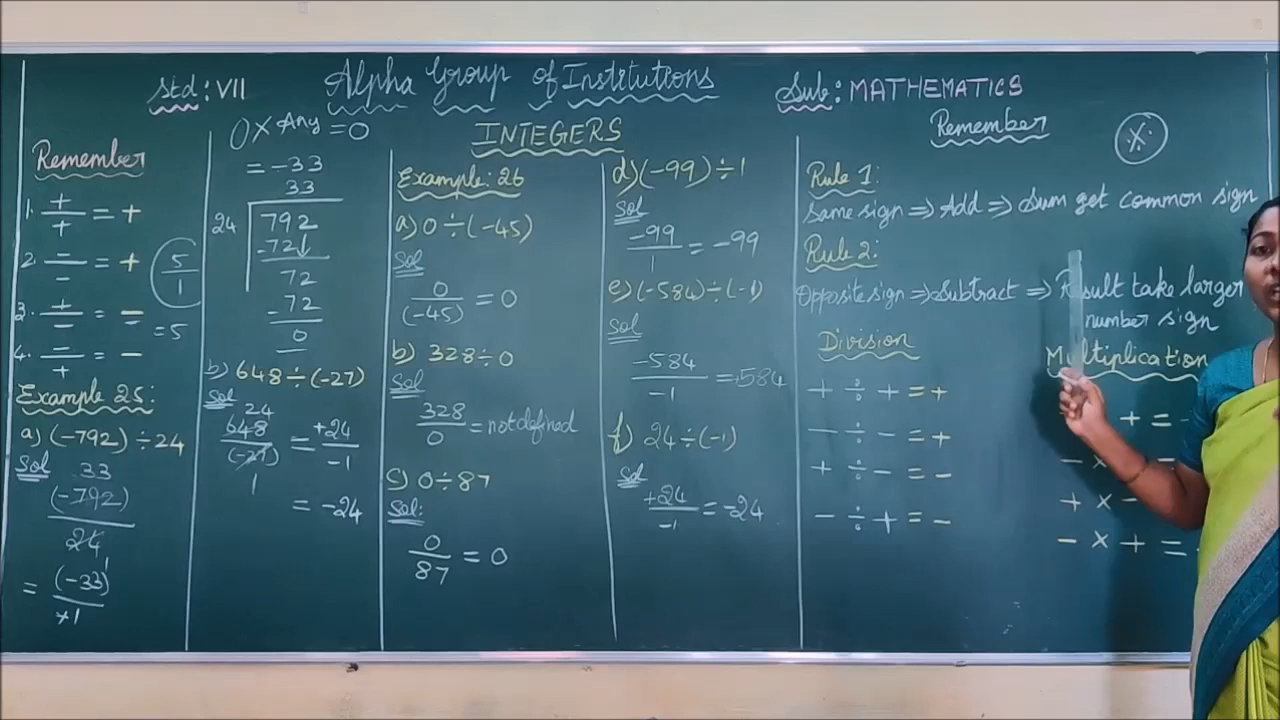 Std: VII
Alpha Group of Institutions
Sub: MATHEMATICS
Remember
1. +/+ = +
2. -/- = +
3. +/- = -
4. -/+ = -
5/1
= 5
Example 25:
a) (-792) ÷ 24
Sol
33
(-792)/24
1
= (-33)/+1
0 × Any = 0
= -33
33
24 792
-72↓
72
-72
0
b) 648 ÷ (-27)
Sol
24
648/(-27) = +24/-1
1
= -24
INTEGERS
Example: 26
a) 0 ÷ (-45)
Sol
0/(-45) = 0
b) 328 ÷ 0
Sol
328/0 = not defined
c) 0 ÷ 87
Sol:
0/87 = 0
d) (-99) ÷ 1
Sol
-99/1 = -99
e) (-584) ÷ (-1)
Sol
-584/-1 = +584
f) 24 ÷ (-1)
Sol
+24/-1 = -24
Remember
Rule 1:
Same sign ⇒ Add ⇒ Sum get common sign
Rule 2:
Opposite sign ⇒ Subtract ⇒ Result take larger
number sign
Division
+ ÷ + = +
- ÷ - = +
+ ÷ - = -
- ÷ + = -
Multiplication
+ =
- × =
+ × -
- × + =